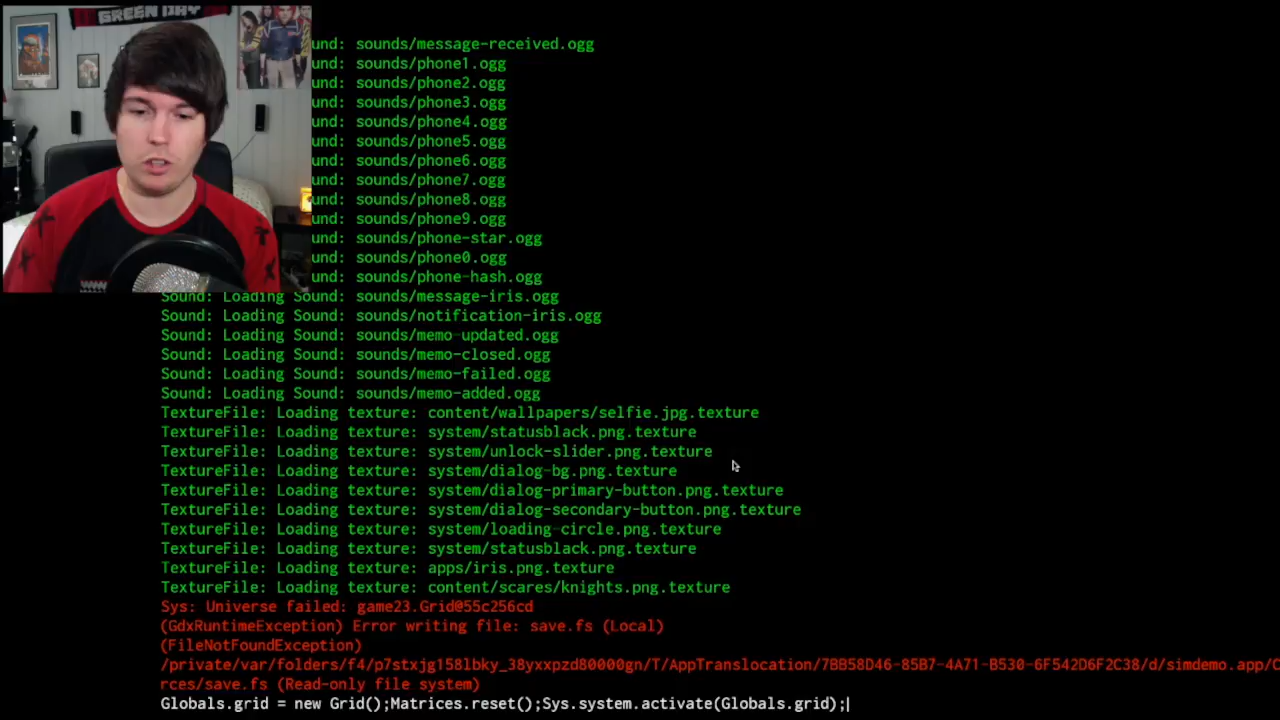 GREEN DAY
und: sounds/message-received.ogg
und: sounds/phone1.ogg
und: sounds/phone2.ogg
und: sounds/phone3.ogg
und: sounds/phone4.ogg
und: sounds/phone5.ogg
und: sounds/phone6.ogg
und: sounds/phone7.ogg
und: sounds/phone8.ogg
und: sounds/phone9.ogg
und: sounds/phone-star.ogg
und: sounds/phone0.ogg
und: sounds/phone-hash.ogg
Sound: Loading Sound: sounds/message-iris.ogg
Sound: Loading Sound: sounds/notification-iris.ogg
Sound: Loading Sound: sounds/memo-updated.ogg
Sound: Loading Sound: sounds/memo-closed.ogg
Sound: Loading Sound: sounds/memo-failed.ogg
Sound: Loading Sound: sounds/memo-added.ogg
TextureFile: Loading texture: content/wallpapers/selfie.jpg.texture
TextureFile: Loading texture: system/statusblack.png.texture
TextureFile: Loading texture: system/unlock-slider.png.texture
TextureFile: Loading texture: system/dialog-bg.png.texture
TextureFile: Loading texture: system/dialog-primary-button.png.texture
TextureFile: Loading texture: system/dialog-secondary-button.png.texture
TextureFile: Loading texture: system/loading-circle.png.texture
TextureFile: Loading texture: system/statusblack.png.texture
TextureFile: Loading texture: apps/iris.png.texture
TextureFile: Loading texture: content/scares/knights.png.texture
Sys: Universe failed: game23.Grid@55c256cd
(GdxRuntimeException) Error writing file: save.fs (Local)
(FileNotFoundException)
/private/var/folders/f4/p7stxjg158lbky_38yxxpzd80000gn/T/AppTranslocation/7BB58D46-85B7-4A71-B530-6F542D6F2C38/d/simdemo.app/C
rces/save.fs (Read-only file system)
Globals.grid = new Grid();Matrices.reset();Sys.system.activate(Globals.grid);